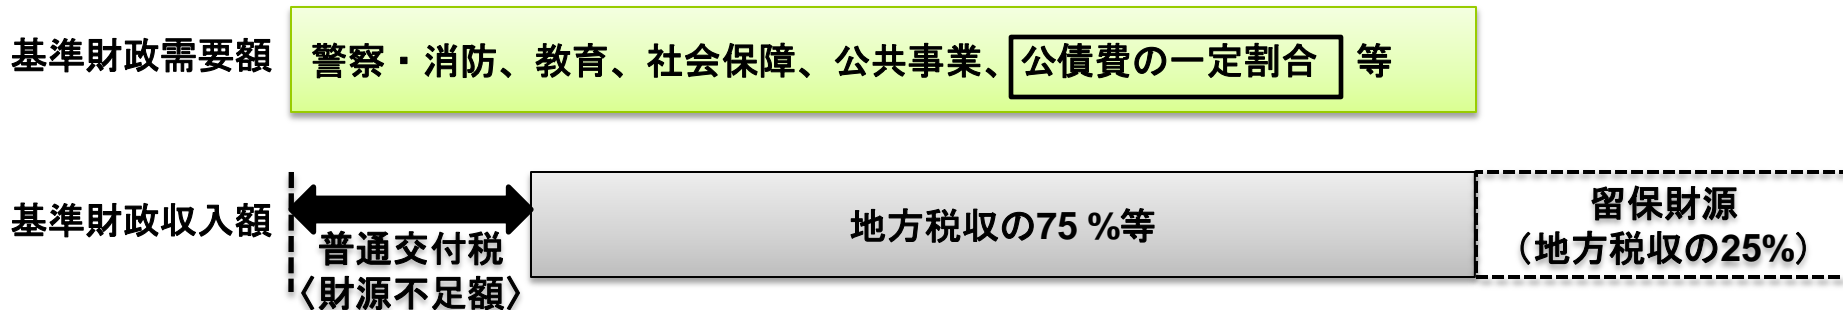 基準財政需要額
警察・消防、教育、社会保障、公共事業、公債費の一定割合 等
基準財政収入額
普通交付税
〈財源不足額〉
地方税収の75 %等
留保財源
（地方税収の25%）